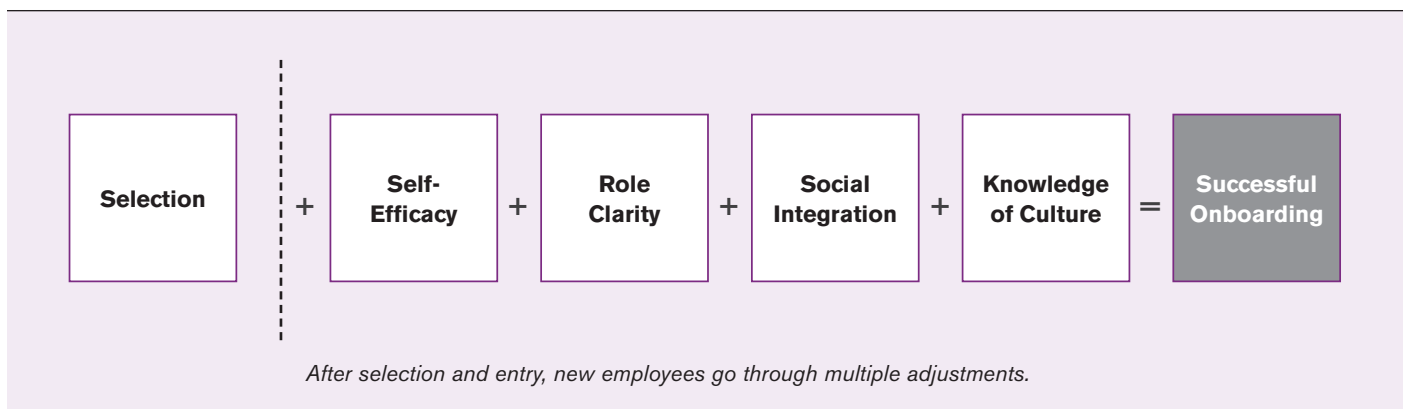 Selection
+
Self-
Efficacy
+
Role
Clarity
+
Social
Integration
+
Knowledge
of Culture
=
Successful
Onboarding
After selection and entry, new employees go through multiple adjustments.